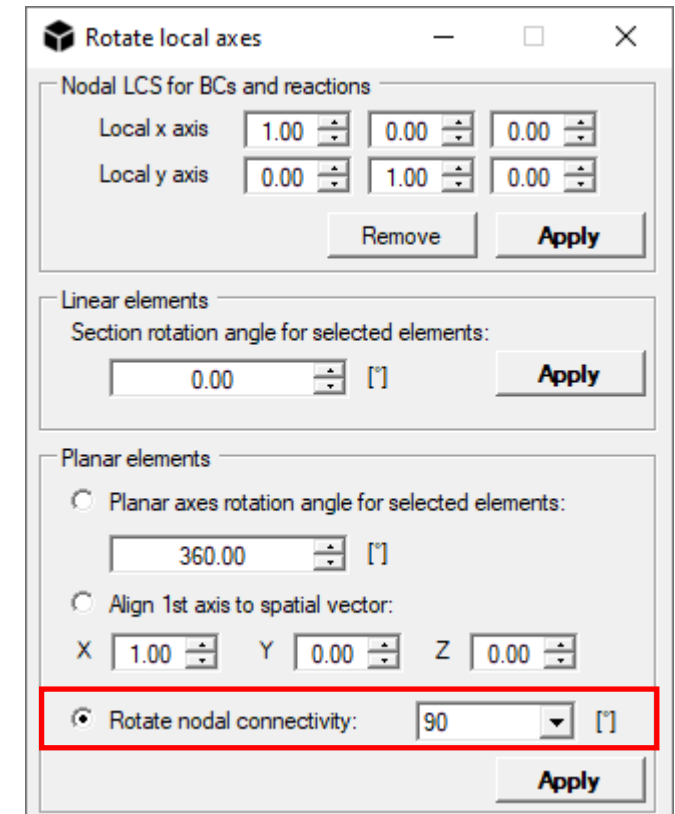 Rotate local axes
Nodal LCS for BCs and reactions
Local x axis 1.00 0.00 0.00
Local y axis 0.00 1.00 0.00
Remove Apply
Linear elements
Section rotation angle for selected elements:
0.00 [°] Apply
Planar elements
Planar axes rotation angle for selected elements:
360.00 [°]
Align 1st axis to spatial vector:
X 1.00 Y 0.00 Z 0.00
Rotate nodal connectivity: 90 [°]
Apply